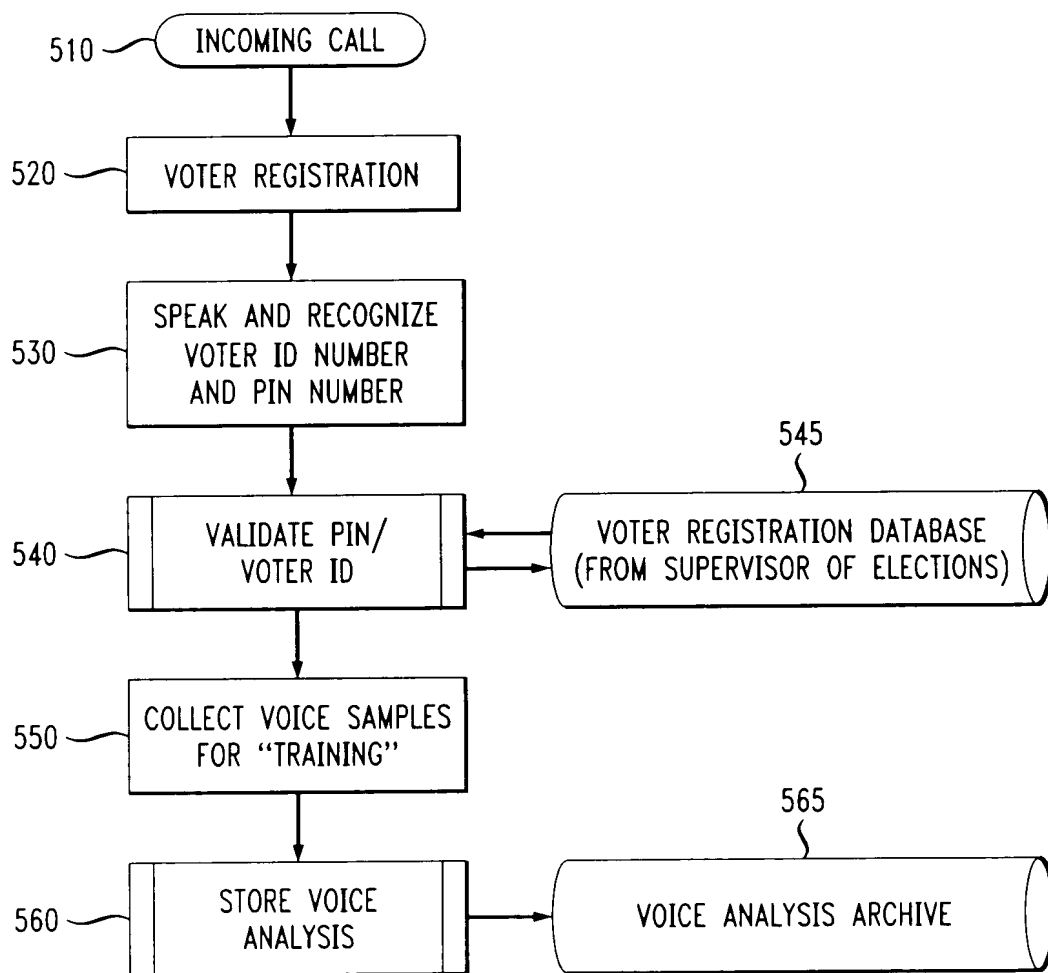 510
INCOMING CALL
520
VOTER REGISTRATION
530
SPEAK AND RECOGNIZE
VOTER ID NUMBER
AND PIN NUMBER
540
VALIDATE PIN/
VOTER ID
545
VOTER REGISTRATION DATABASE
(FROM SUPERVISOR OF ELECTIONS)
550
COLLECT VOICE SAMPLES
FOR “TRAINING”
560
STORE VOICE
ANALYSIS
565
VOICE ANALYSIS ARCHIVE